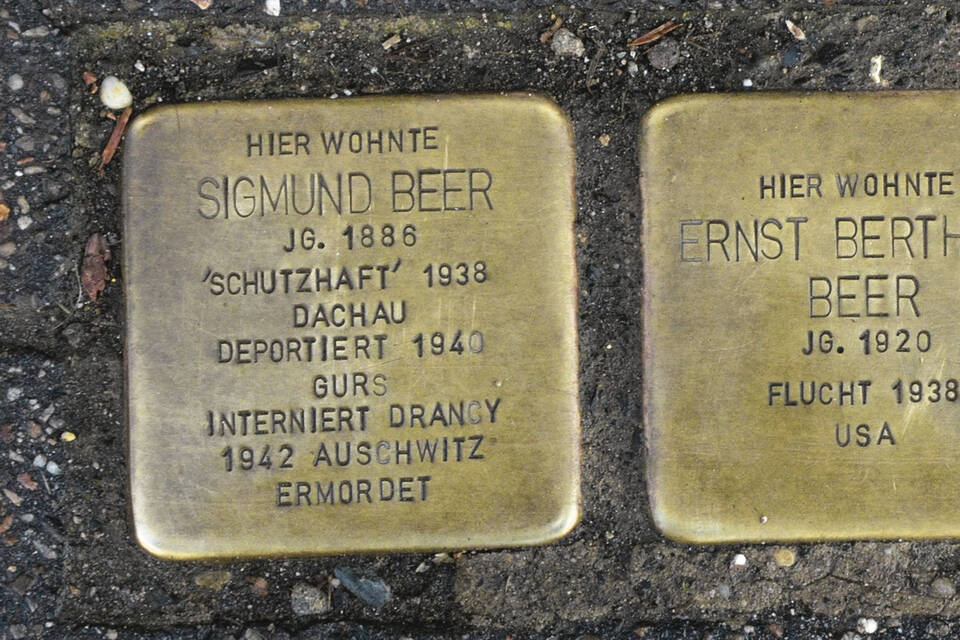 HIER WOHNTE
SIGMUND BEER
JG. 1886
'SCHUTZHAFT' 1938
DACHAU
DEPORTIERT 1940
GURS
INTERNIERT DRANCY
1942 AUSCHWITZ
ERMORDET
HIER WOHNTE
ERNST
BEER
JG. 1920
FLUCHT 1938
USA